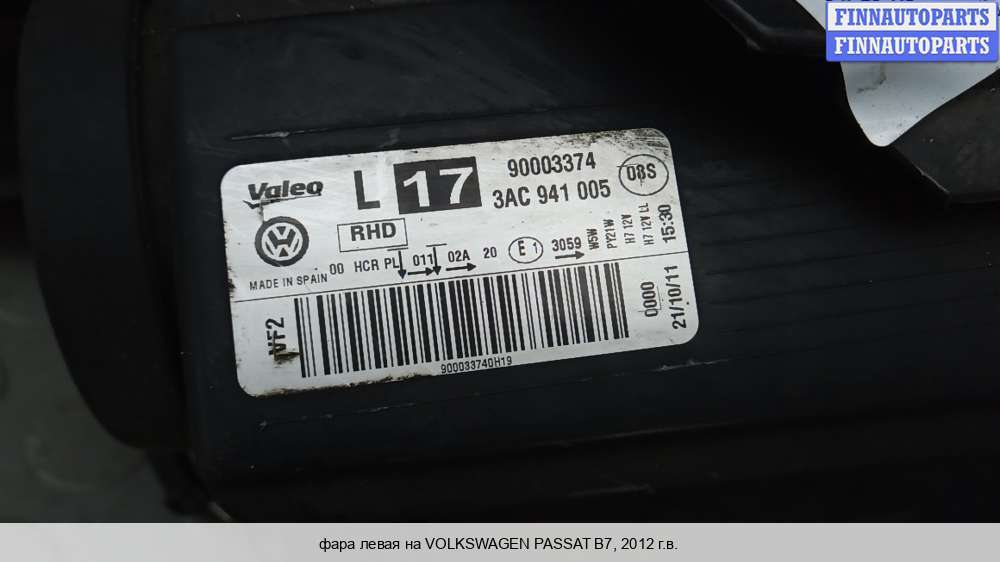 FINNAUTOPARTS
FINNAUTOPARTS
Valeo L 17 90003374 08S
3AC 941 005
RHD
MADE IN SPAIN 00 HCR PL 011 02A 20 E1 3059
W5W
PY21W
H7 12V
H7 12V LL
15:30
VF2
900033740H19
0000
21/10/11
фара левая на VOLKSWAGEN PASSAT B7, 2012 г.в.